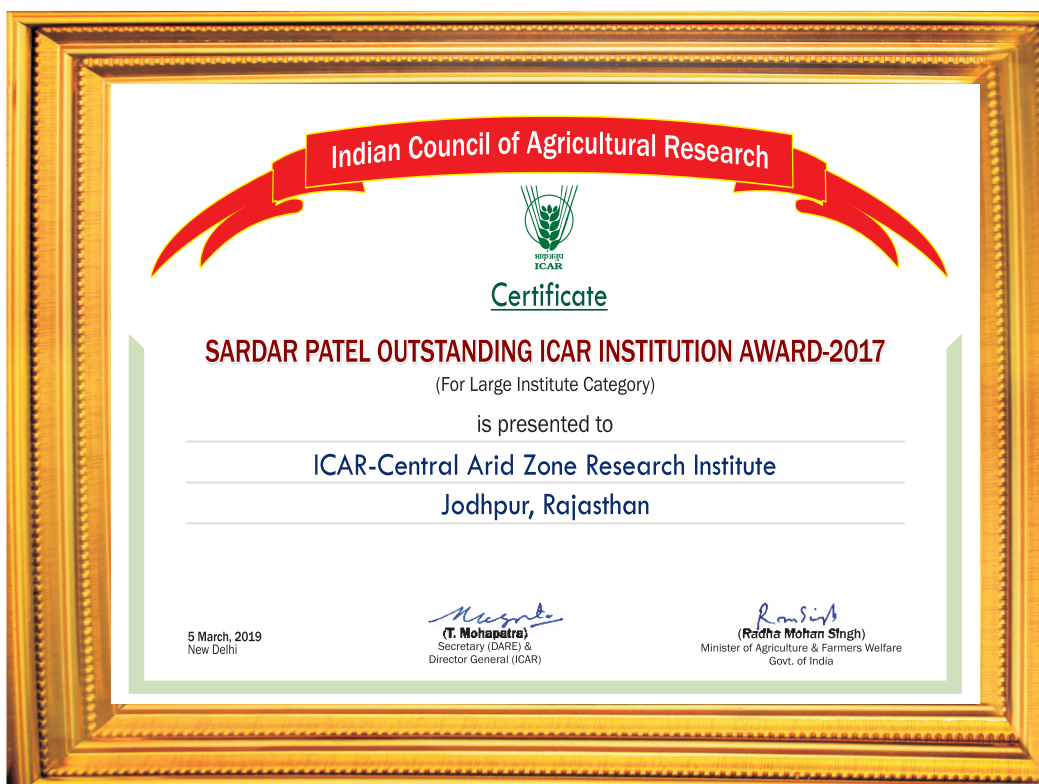 Indian Council of Agricultural Research
भाकृअनुप
ICAR
Certificate
SARDAR PATEL OUTSTANDING ICAR INSTITUTION AWARD-2017
(For Large Institute Category)
is presented to
ICAR-Central Arid Zone Research Institute
Jodhpur, Rajasthan
5 March, 2019
New Delhi
(T. Mohapatra)
Secretary (DARE) &
Director General (ICAR)
(Radha Mohan Singh)
Minister of Agriculture & Farmers Welfare
Govt. of India